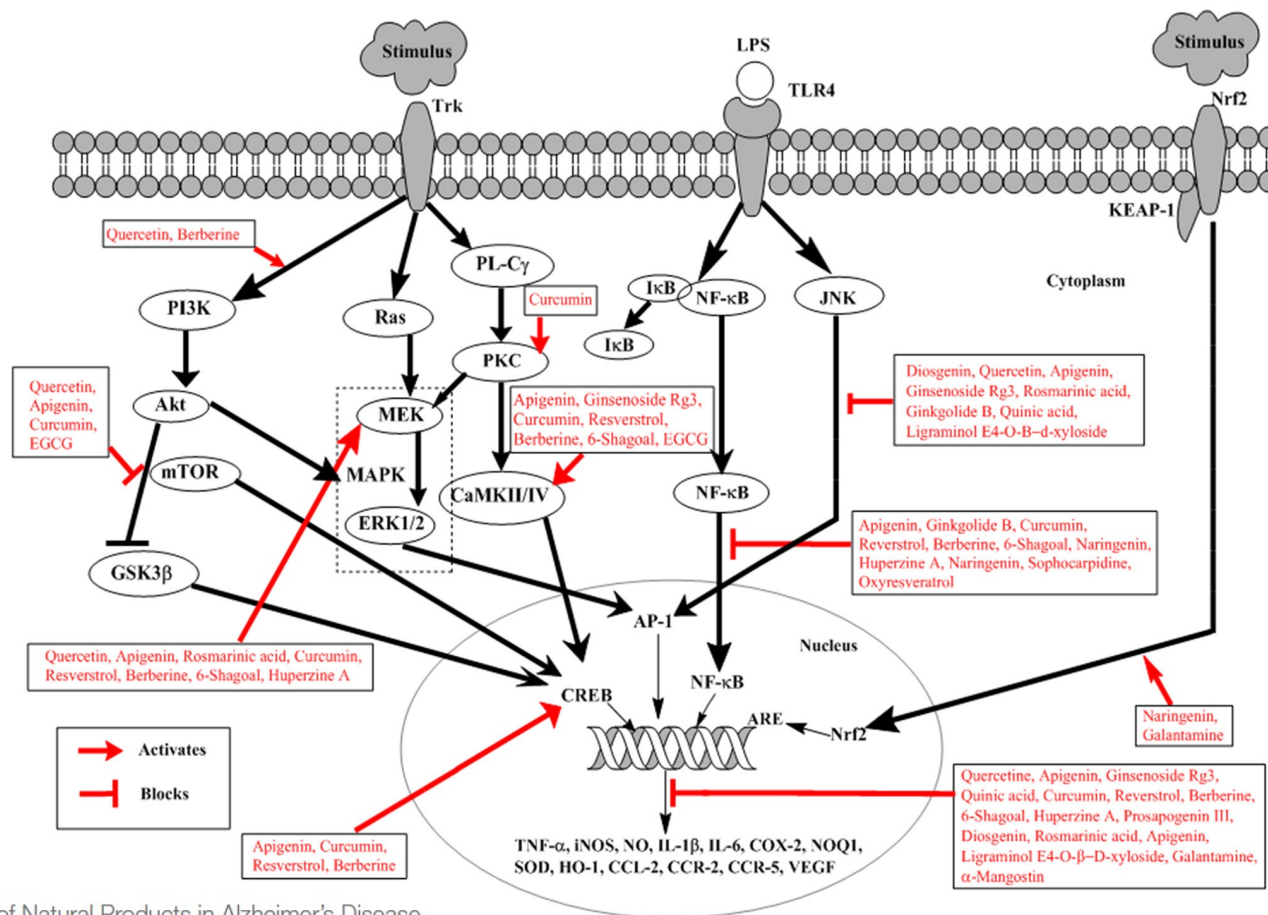 Stimulus
LPS
Stimulus
Trk
TLR4
Nrf2
KEAP-1
Quercetin, Berberine
PL-Cγ
Cytoplasm
PI3K
Ras
Curcumin
IκB
NF-κB
JNK
IκB
PKC
Quercetin,
Apigenin,
Curcumin,
EGCG
Akt
MEK
Apigenin, Ginsenoside Rg3,
Curcumin, Resverstrol,
Berberine, 6-Shagoal, EGCG
Diosgenin, Quercetin, Apigenin,
Ginsenoside Rg3, Rosmarinic acid,
Ginkgolide B, Quinic acid,
Ligraminol E4-O-B–d-xyloside
mTOR
MAPK
CaMKII/IV
NF-κB
ERK1/2
Apigenin, Ginkgolide B, Curcumin,
Reverstrol, Berberine, 6-Shagoal, Naringenin,
Huperzine A, Naringenin, Sophocarpidine,
Oxyresveratrol
GSK3β
AP-1
Nucleus
Quercetin, Apigenin, Rosmarinic acid, Curcumin,
Resverstrol, Berberine, 6-Shagoal, Huperzine A
NF-κB
CREB
ARE
Nrf2
Naringenin,
Galantamine
Activates
Blocks
Quercetine, Apigenin, Ginsenoside Rg3,
Quinic acid, Curcumin, Reverstrol, Berberine,
6-Shagoal, Huperzine A, Prosapogenin III,
Diosgenin, Rosmarinic acid, Apigenin,
Ligraminol E4-O-β–D-xyloside, Galantamine,
α-Mangostin
Apigenin, Curcumin,
Resverstrol, Berberine
TNF-α, iNOS, NO, IL-1β, IL-6, COX-2, NOQ1,
SOD, HO-1, CCL-2, CCR-2, CCR-5, VEGF
of Natural Products in Alzheimer's Disease